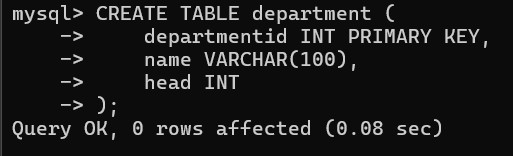 mysql> CREATE TABLE department (
    ->     departmentid INT PRIMARY KEY,
    ->     name VARCHAR(100),
    ->     head INT
    -> );
Query OK, 0 rows affected (0.08 sec)